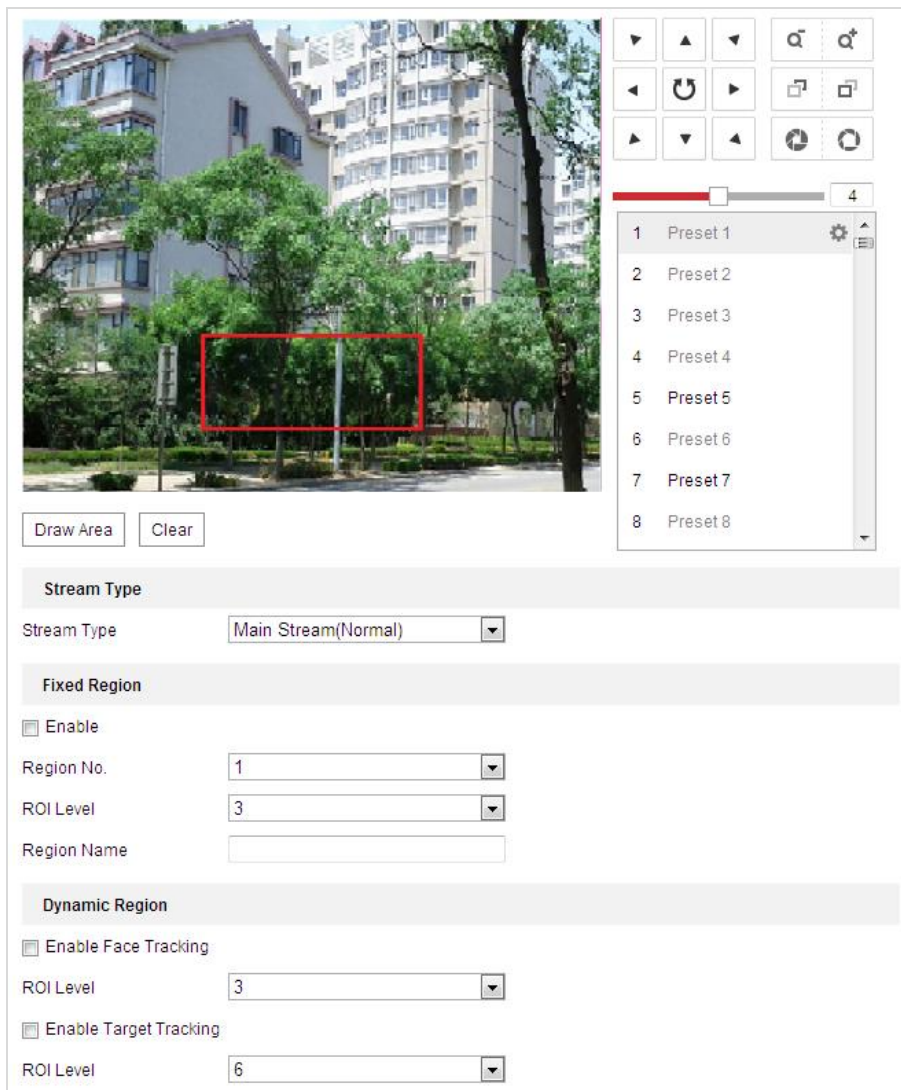 4
1 Preset 1
2 Preset 2
3 Preset 3
4 Preset 4
5 Preset 5
6 Preset 6
7 Preset 7
8 Preset 8
Draw Area Clear
Stream Type
Stream Type Main Stream(Normal)
Fixed Region
Enable
Region No. 1
ROI Level 3
Region Name
Dynamic Region
Enable Face Tracking
ROI Level 3
Enable Target Tracking
ROI Level 6